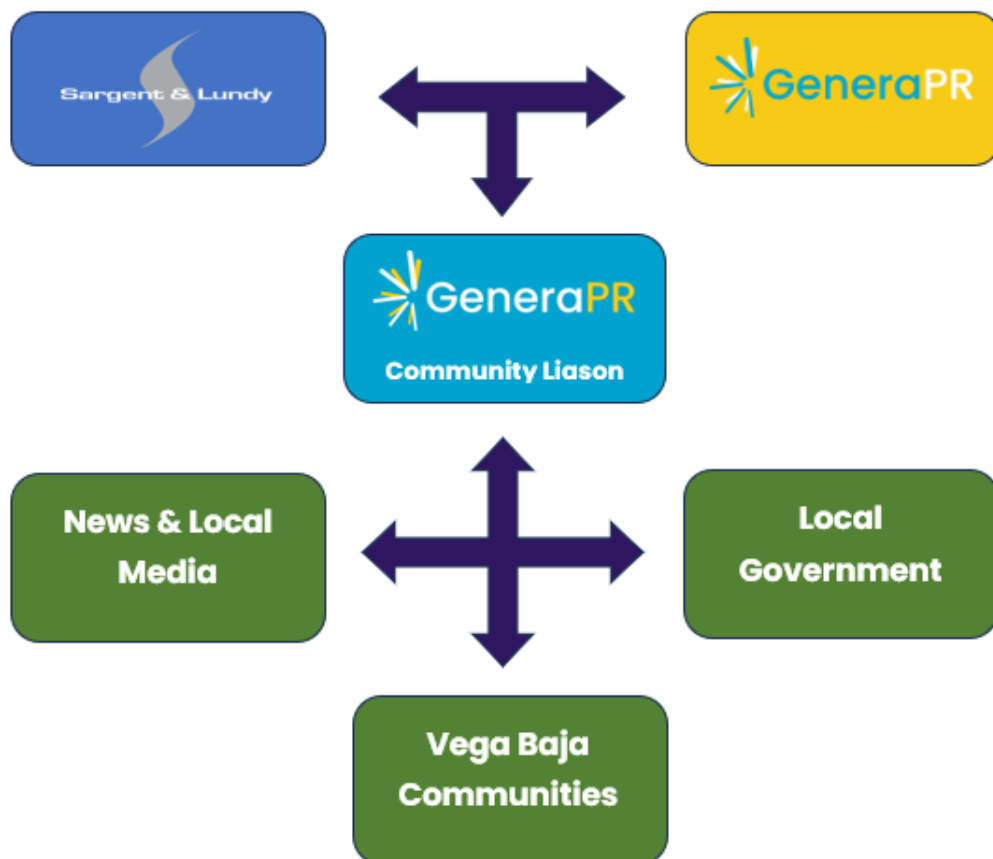 Sargent & Lundy
GeneraPR
GeneraPR
Community Liason
News & Local
Media
Local
Government
Vega Baja
Communities